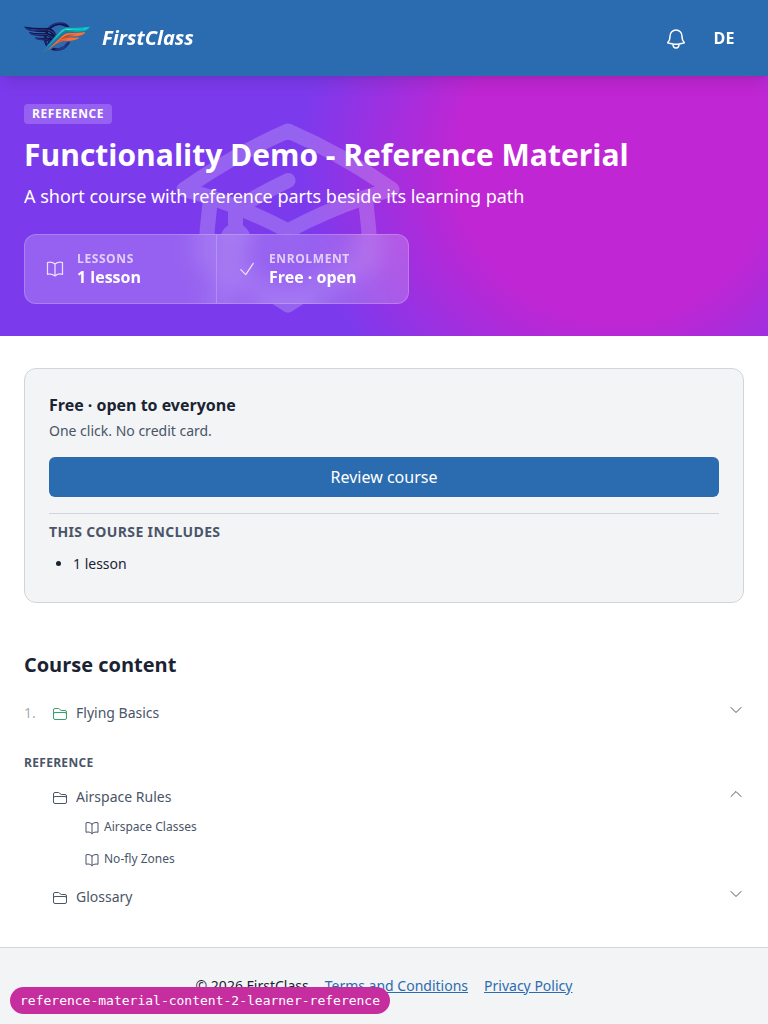 FirstClass
DE
REFERENCE
Functionality Demo - Reference Material
A short course with reference parts beside its learning path
LESSONS
1 lesson
ENROLMENT
Free · open
Free · open to everyone
One click. No credit card.
Review course
THIS COURSE INCLUDES
• 1 lesson
Course content
1. Flying Basics
REFERENCE
Airspace Rules
Airspace Classes
No-fly Zones
Glossary
© 2026 FirstClass Terms and Conditions Privacy Policy
reference-material-content-2-learner-reference